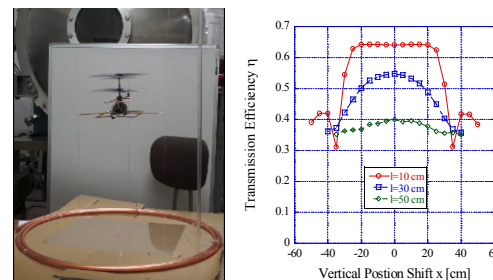 Transmission Efficiency η
0.7
0.6
0.5
0.4
0.3
0.2
0.1
0
l=10 cm
l=30 cm
l=50 cm
-60 -40 -20 0 20 40
Vertical Postion Shift x [cm]